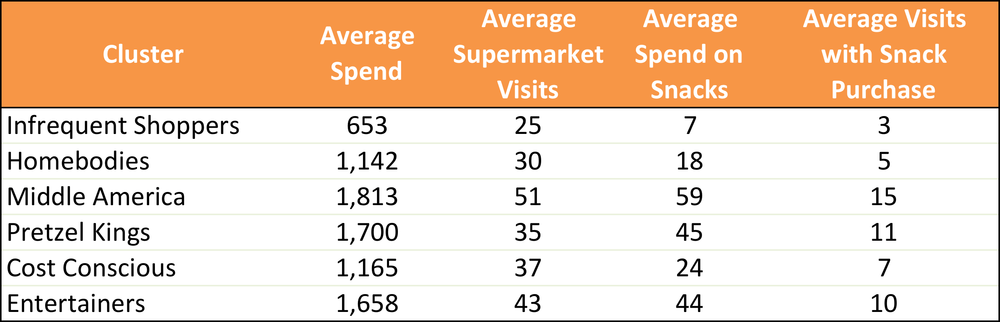 Cluster Average Spend Average Supermarket Visits Average Spend on Snacks Average Visits with Snack Purchase
Infrequent Shoppers 653 25 7 3
Homebodies 1,142 30 18 5
Middle America 1,813 51 59 15
Pretzel Kings 1,700 35 45 11
Cost Conscious 1,165 37 24 7
Entertainers 1,658 43 44 10